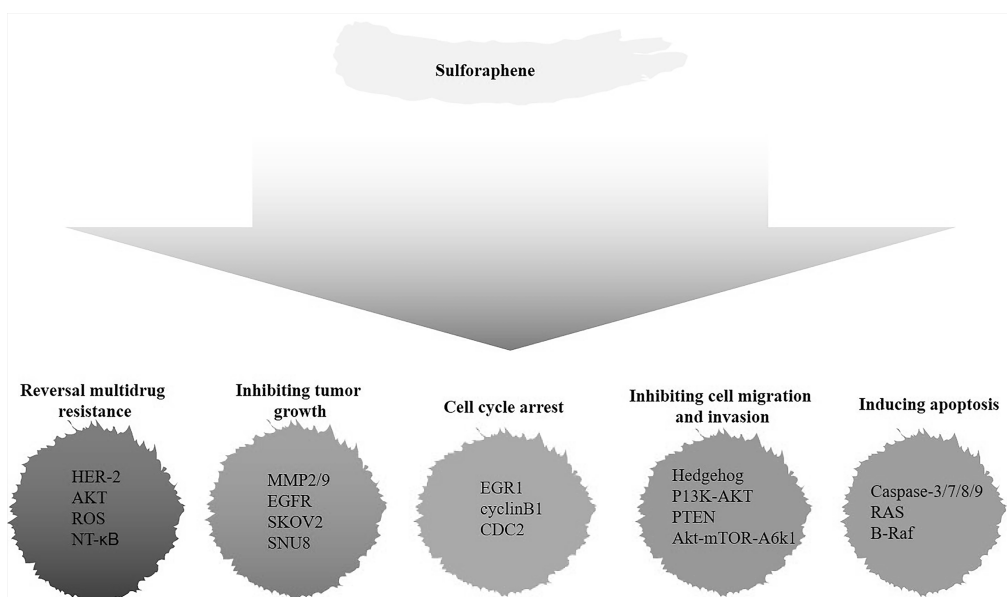 Sulforaphene
Reversal multidrug
resistance
HER-2
AKT
ROS
NT-κB
Inhibiting tumor
growth
MMP2/9
EGFR
SKOV2
SNU8
Cell cycle arrest
EGR1
cyclinB1
CDC2
Inhibiting cell migration
and invasion
Hedgehog
P13K-AKT
PTEN
Akt-mTOR-A6k1
Inducing apoptosis
Caspase-3/7/8/9
RAS
B-Raf